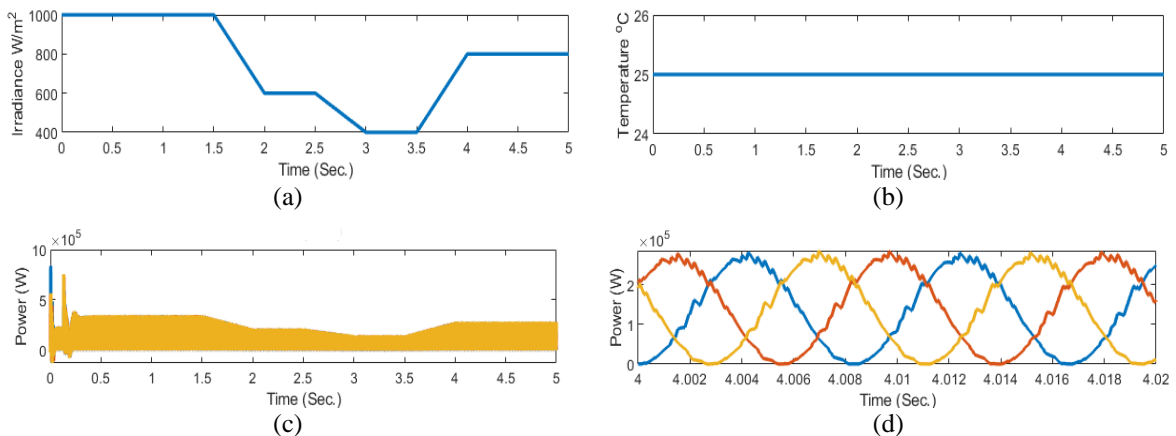 Irradiance W/m²
1000
800
600
400
0 0.5 1 1.5 2 2.5 3 3.5 4 4.5 5
Time (Sec.)
(a)
Temperature °C
26
25
24
0 0.5 1 1.5 2 2.5 3 3.5 4 4.5 5
Time (Sec.)
(b)
×10⁵
Power (W)
10
5
0
0 0.5 1 1.5 2 2.5 3 3.5 4 4.5 5
Time (Sec.)
(c)
×10⁵
Power (W)
2
1
0
4 4.002 4.004 4.006 4.008 4.01 4.012 4.014 4.016 4.018 4.02
Time (Sec.)
(d)